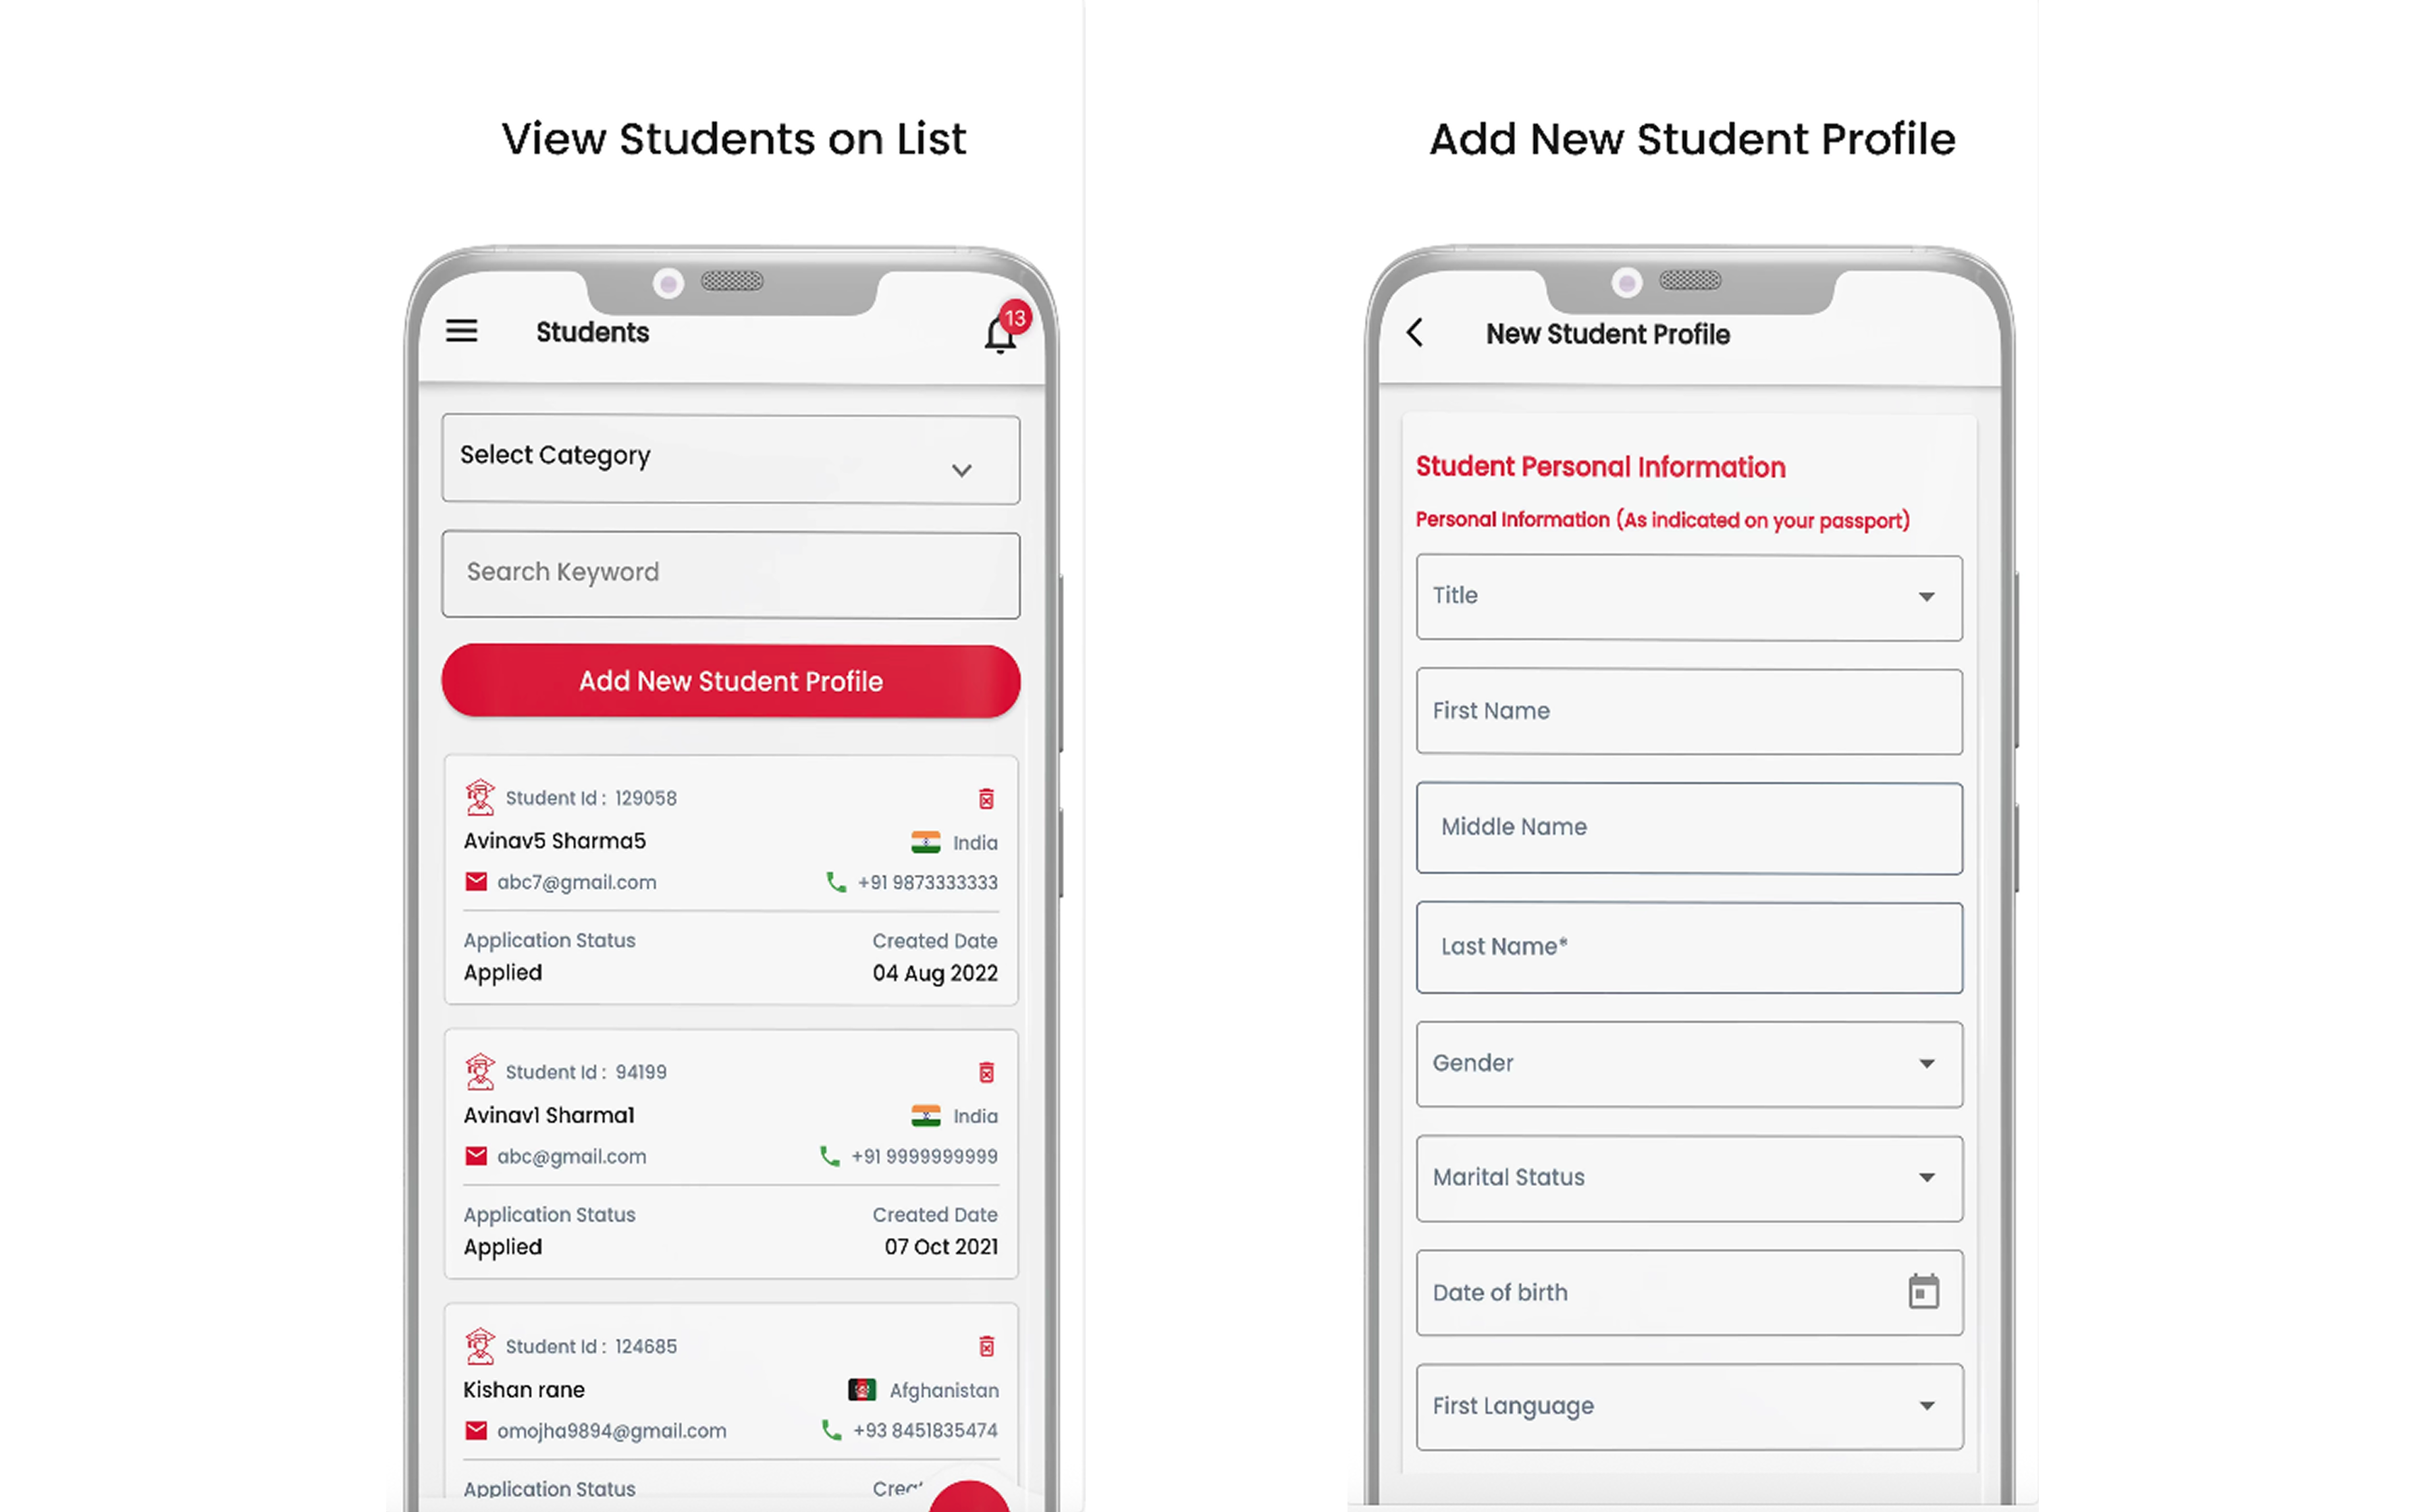 View Students on List
Students
13
Select Category
Search Keyword
Add New Student Profile
Student Id : 129058
Avinav5 Sharma5
India
abc7@gmail.com
+91 9873333333
Application Status
Created Date
Applied
04 Aug 2022
Student Id : 94199
Avinav1 Sharma1
India
abc@gmail.com
+91 9999999999
Application Status
Created Date
Applied
07 Oct 2021
Student Id : 124685
Kishan rane
Afghanistan
omojha9894@gmail.com
+93 8451835474
Application Status
Add New Student Profile
New Student Profile
Student Personal Information
Personal Information (As indicated on your passport)
Title
First Name
Middle Name
Last Name*
Gender
Marital Status
Date of birth
First Language